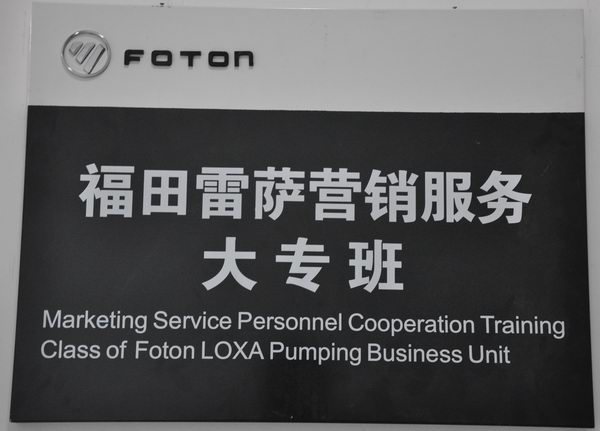 FOTON
福田雷萨营销服务
大专班
Marketing Service Personnel Cooperation Training
Class of Foton LOXA Pumping Business Unit